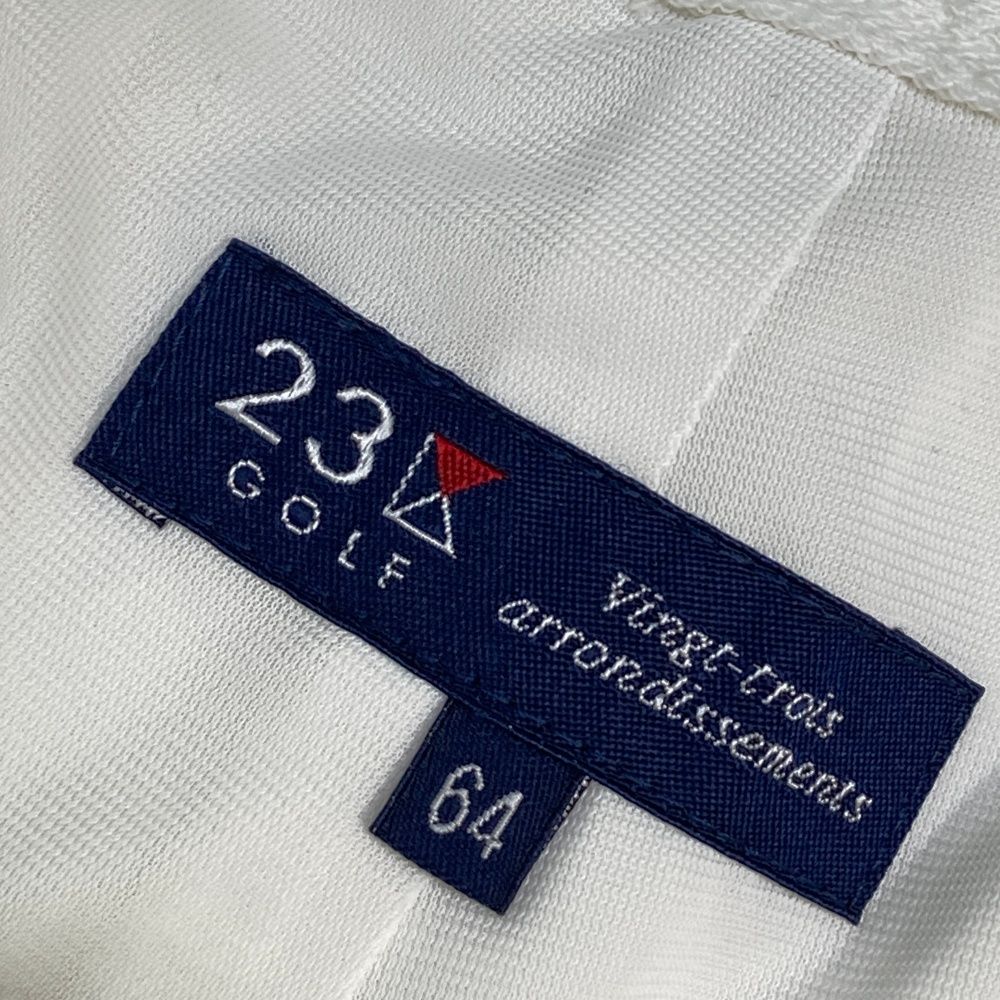 23
GOLF
Vingt-trois
arrondissements
64